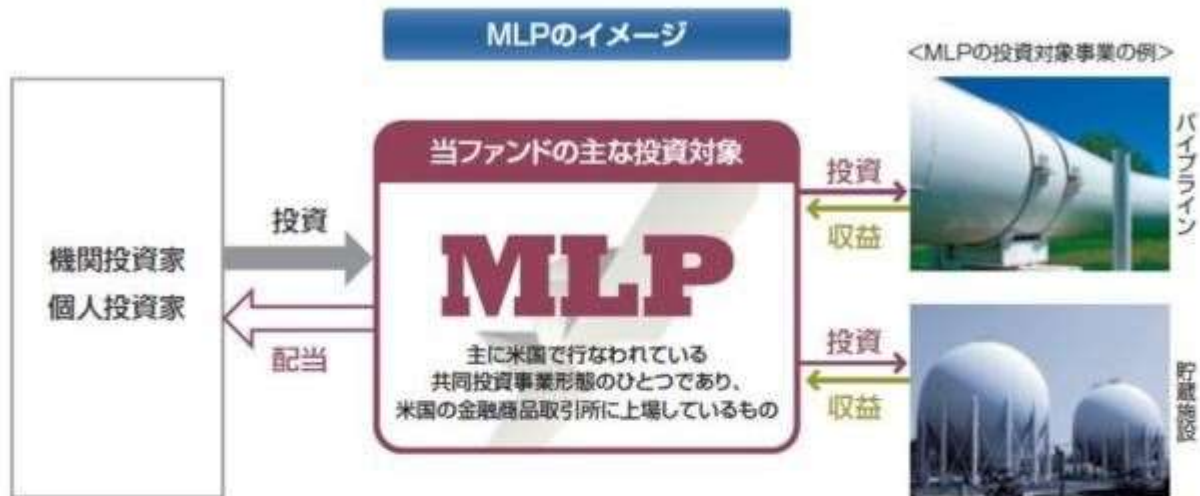 MLPのイメージ
<MLPの投資対象事業の例>
機関投資家
個人投資家
投資
配当
当ファンドの主な投資対象
MLP
主に米国で行なわれている
共同投資事業形態のひとつであり、
米国の金融商品取引所に上場しているもの
投資
収益
パイプライン
投資
収益
貯蔵施設